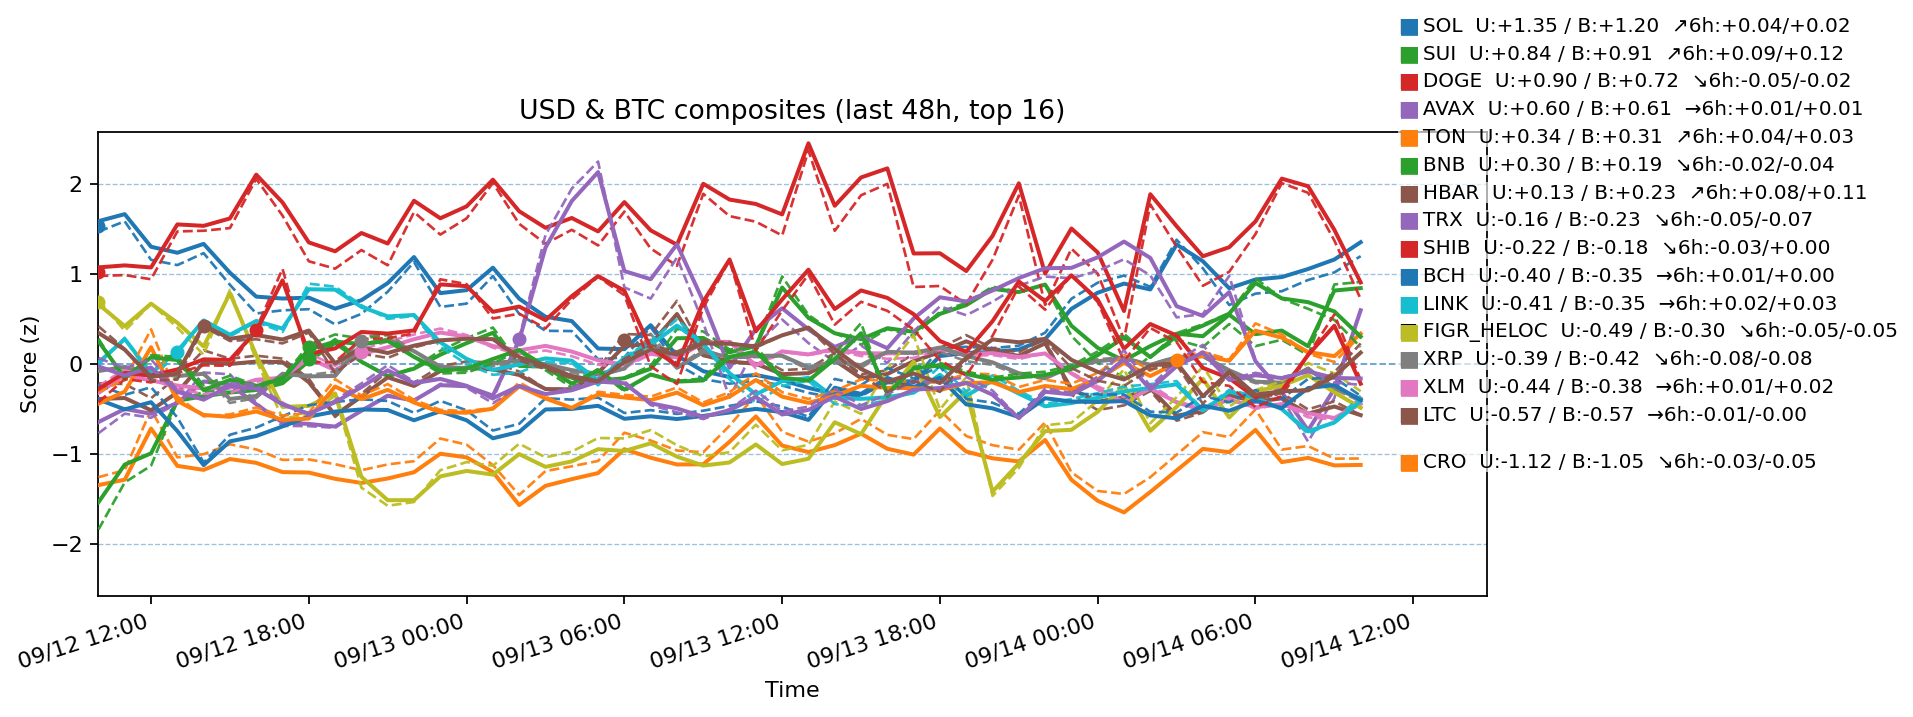 SOL U:+1.35 / B:+1.20 ↗6h:+0.04/+0.02
SUI U:+0.84 / B:+0.91 ↗6h:+0.09/+0.12
DOGE U:+0.90 / B:+0.72 ↘6h:-0.05/-0.02
AVAX U:+0.60 / B:+0.61 →6h:+0.01/+0.01
TON U:+0.34 / B:+0.31 ↗6h:+0.04/+0.03
BNB U:+0.30 / B:+0.19 ↘6h:-0.02/-0.04
HBAR U:+0.13 / B:+0.23 ↗6h:+0.08/+0.11
TRX U:-0.16 / B:-0.23 ↘6h:-0.05/-0.07
SHIB U:-0.22 / B:-0.18 ↘6h:-0.03/+0.00
BCH U:-0.40 / B:-0.35 →6h:+0.01/+0.00
LINK U:-0.41 / B:-0.35 →6h:+0.02/+0.03
FIGR_HELOC U:-0.49 / B:-0.30 ↘6h:-0.05/-0.05
XRP U:-0.39 / B:-0.42 ↘6h:-0.08/-0.08
XLM U:-0.44 / B:-0.38 →6h:+0.01/+0.02
LTC U:-0.57 / B:-0.57 →6h:-0.01/-0.00
CRO U:-1.12 / B:-1.05 ↘6h:-0.03/-0.05
USD & BTC composites (last 48h, top 16)
Score (z)
2
1
0
−1
−2
09/12 12:00
09/12 18:00
09/13 00:00
09/13 06:00
09/13 12:00
09/13 18:00
09/14 00:00
09/14 06:00
09/14 12:00
Time